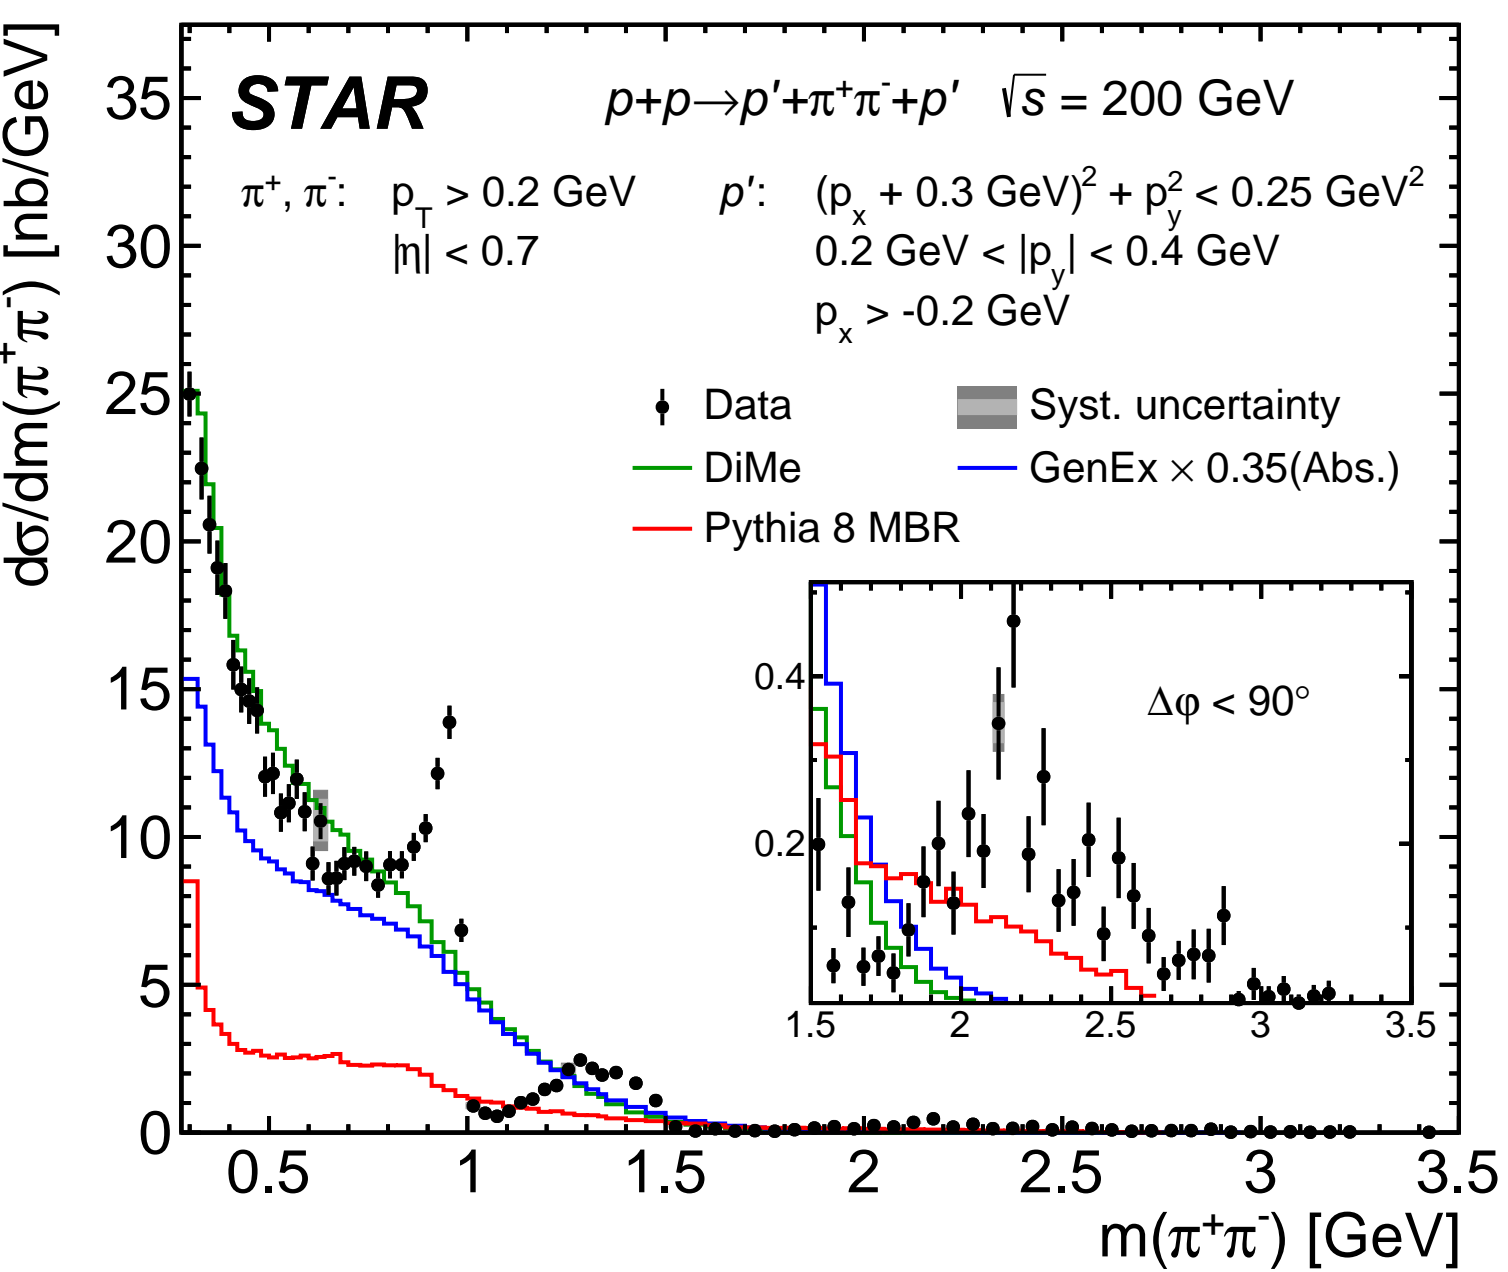 STAR p+p→p′+π⁺π⁻+p′ √s = 200 GeV
π⁺, π⁻: p_T > 0.2 GeV p′: (p_x + 0.3 GeV)² + p_y² < 0.25 GeV²
|η| < 0.7 0.2 GeV < |p_y| < 0.4 GeV
p_x > -0.2 GeV
Data Syst. uncertainty
DiMe GenEx × 0.35(Abs.)
Pythia 8 MBR
dσ/dm(π⁺π⁻) [nb/GeV]
35
30
25
20
15
10
5
0
0.5 1 1.5 2 2.5 3 3.5
m(π⁺π⁻) [GeV]
Δφ < 90°
0.4
0.2
1.5 2 2.5 3 3.5